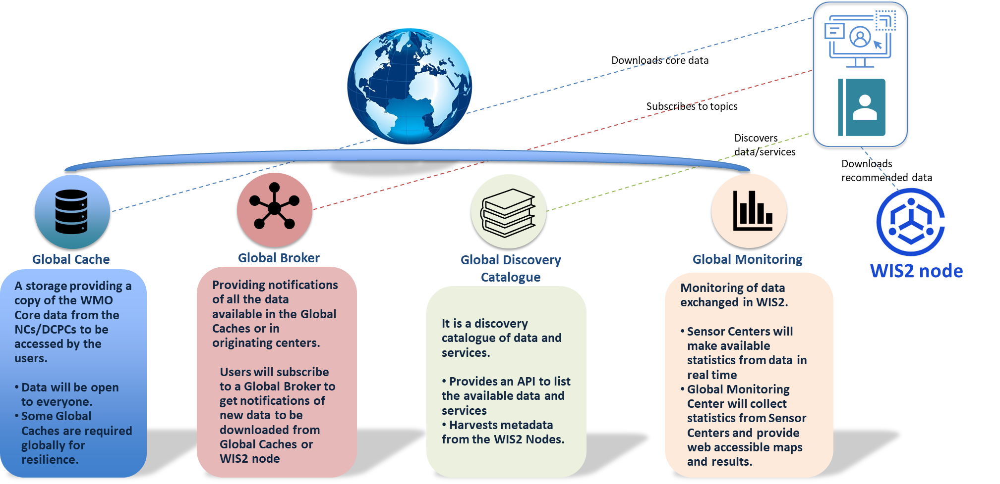 Downloads core data
Subscribes to topics
Discovers
data/services
Downloads
recommended data
WIS2 node
Global Cache
A storage providing a
copy of the WMO
Core data from the
NCs/DCPCs to be
accessed by the
users.
• Data will be open
to everyone.
• Some Global
Caches are required
globally for
resilience.
Global Broker
Providing notifications
of all the data
available in the Global
Caches or in
originating centers.
Users will subscribe
to a Global Broker to
get notifications of
new data to be
downloaded from
Global Caches or
WIS2 node
Global Discovery
Catalogue
It is a discovery
catalogue of data and
services.
• Provides an API to list
the available data and
services
• Harvests metadata
from the WIS2 Nodes.
Global Monitoring
Monitoring of data
exchanged in WIS2.
• Sensor Centers will
make available
statistics from data in
real time
• Global Monitoring
Center will collect
statistics from Sensor
Centers and provide
web accessible maps
and results.